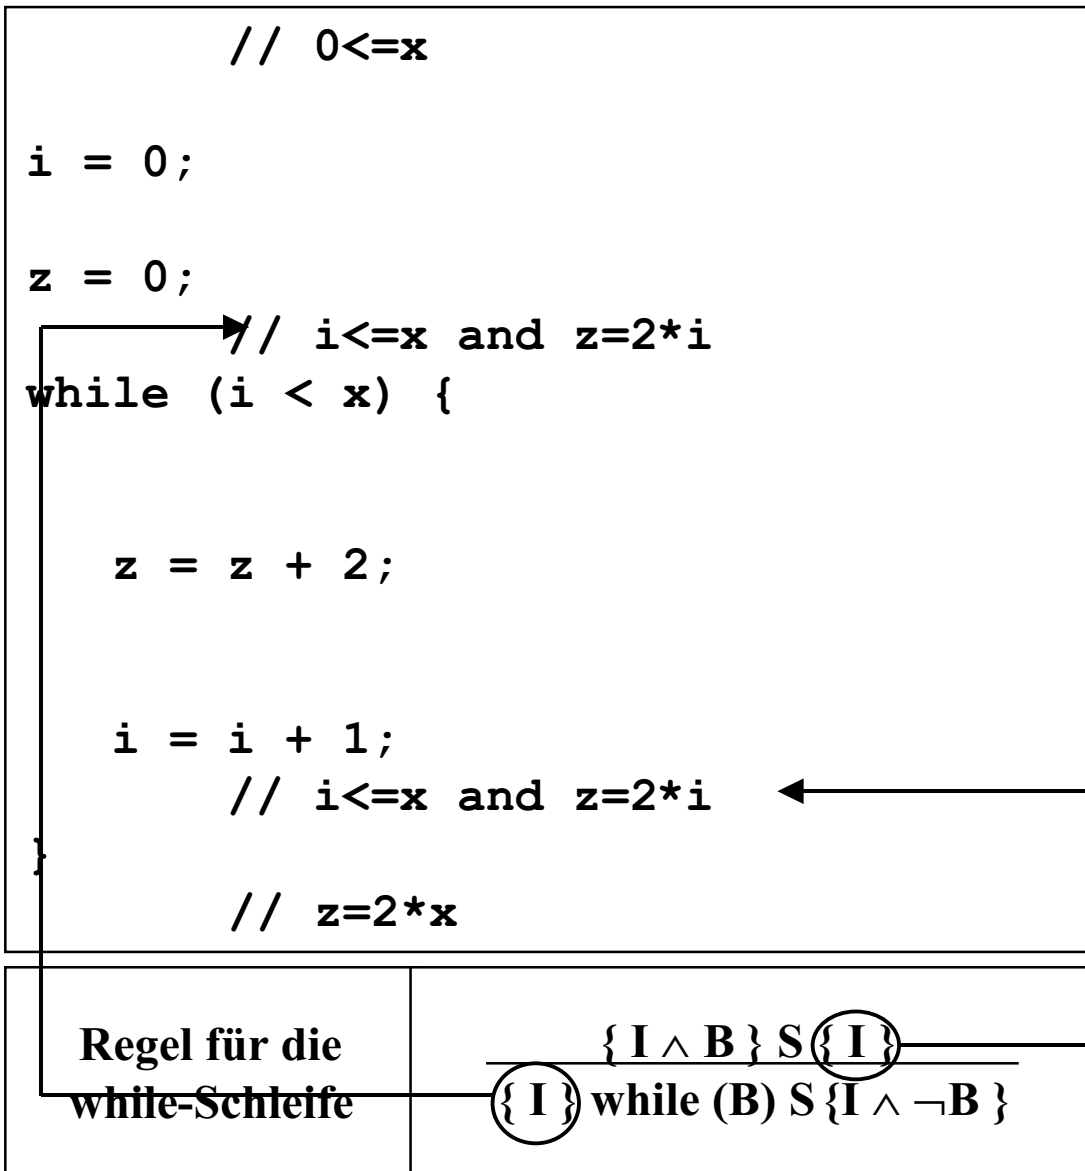 // 0<=x
i = 0;
z = 0;
// i<=x and z=2*i
while (i < x) {
z = z + 2;
i = i + 1;
// i<=x and z=2*i
}
// z=2*x
Regel für die
while-Schleife
{ I ∧ B } S { I }
{ I } while (B) S {I ∧ ¬B }